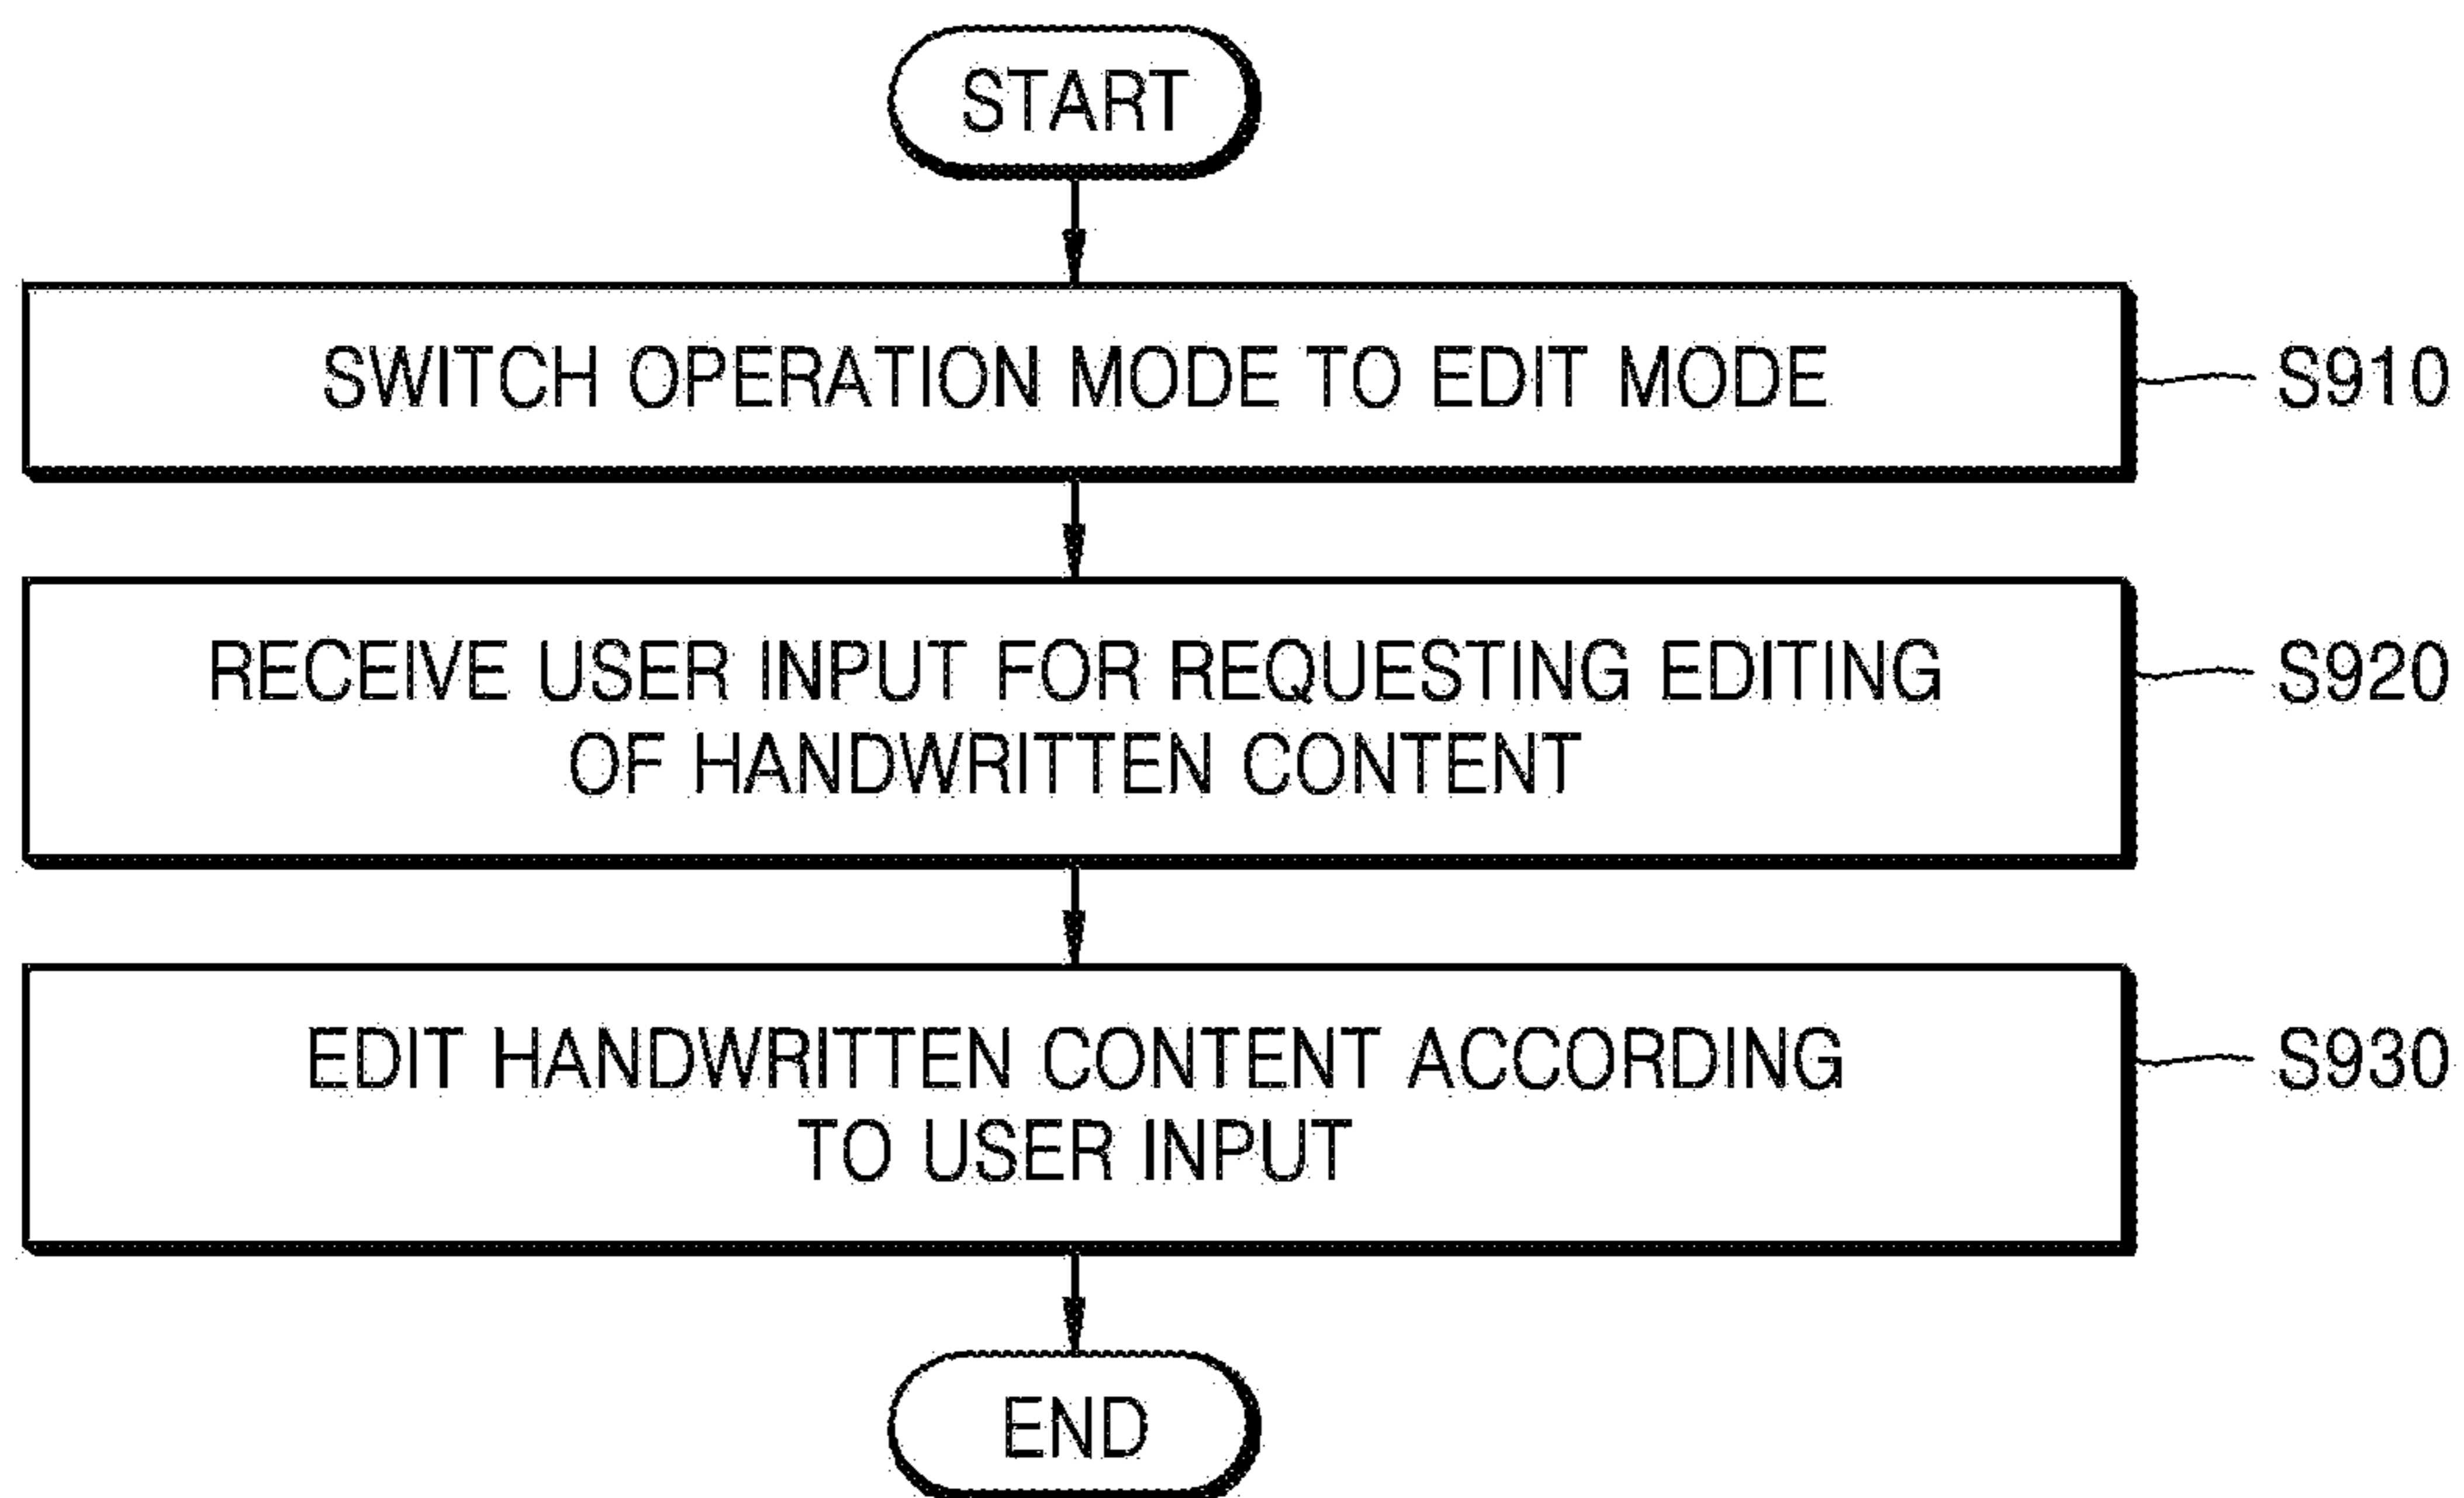 START
SWITCH OPERATION MODE TO EDIT MODE
S910
RECEIVE USER INPUT FOR REQUESTING EDITING
OF HANDWRITTEN CONTENT
S920
EDIT HANDWRITTEN CONTENT ACCORDING
TO USER INPUT
S930
END